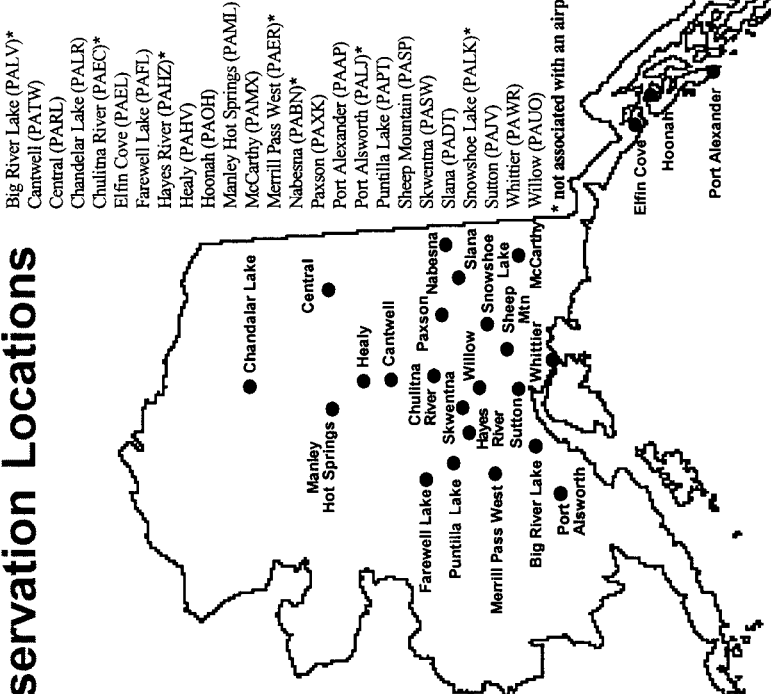 servation Locations
Big River Lake (PALV)*
Cantwell (PATW)
Central (PARL)
Chandelar Lake (PALR)
Chulitna River (PAEC)*
Elfin Cove (PAEL)
Farewell Lake (PAFL)
Hayes River (PAHZ)*
Healy (PAHV)
Hoonah (PAOH)
Manley Hot Springs (PAML)
McCarthy (PAMX)
Merrill Pass West (PAER)*
Nabesna (PABN)*
Paxson (PAXK)
Port Alexander (PAAP)
Port Alsworth (PALJ)*
Puntilla Lake (PAPT)
Sheep Mountain (PASP)
Skwentna (PASW)
Slana (PADT)
Snowshoe Lake (PALK)*
Sutton (PAJV)
Whittier (PAWR)
Willow (PAUO)
* not associated with an airp
Chandalar Lake
Central
Manley
Hot Springs
Healy
Cantwell
Chulitna
River
Paxson
Nabesna
Slana
Farewell Lake
Puntilla Lake
Skwentna
Hayes
River
Willow
Snowshoe
Lake
Sheep
Mtn
McCarthy
Merrill Pass West
Sutton
Whittier
Big River Lake
Port
Alsworth
Elfin Cove
Hoonah
Port Alexander